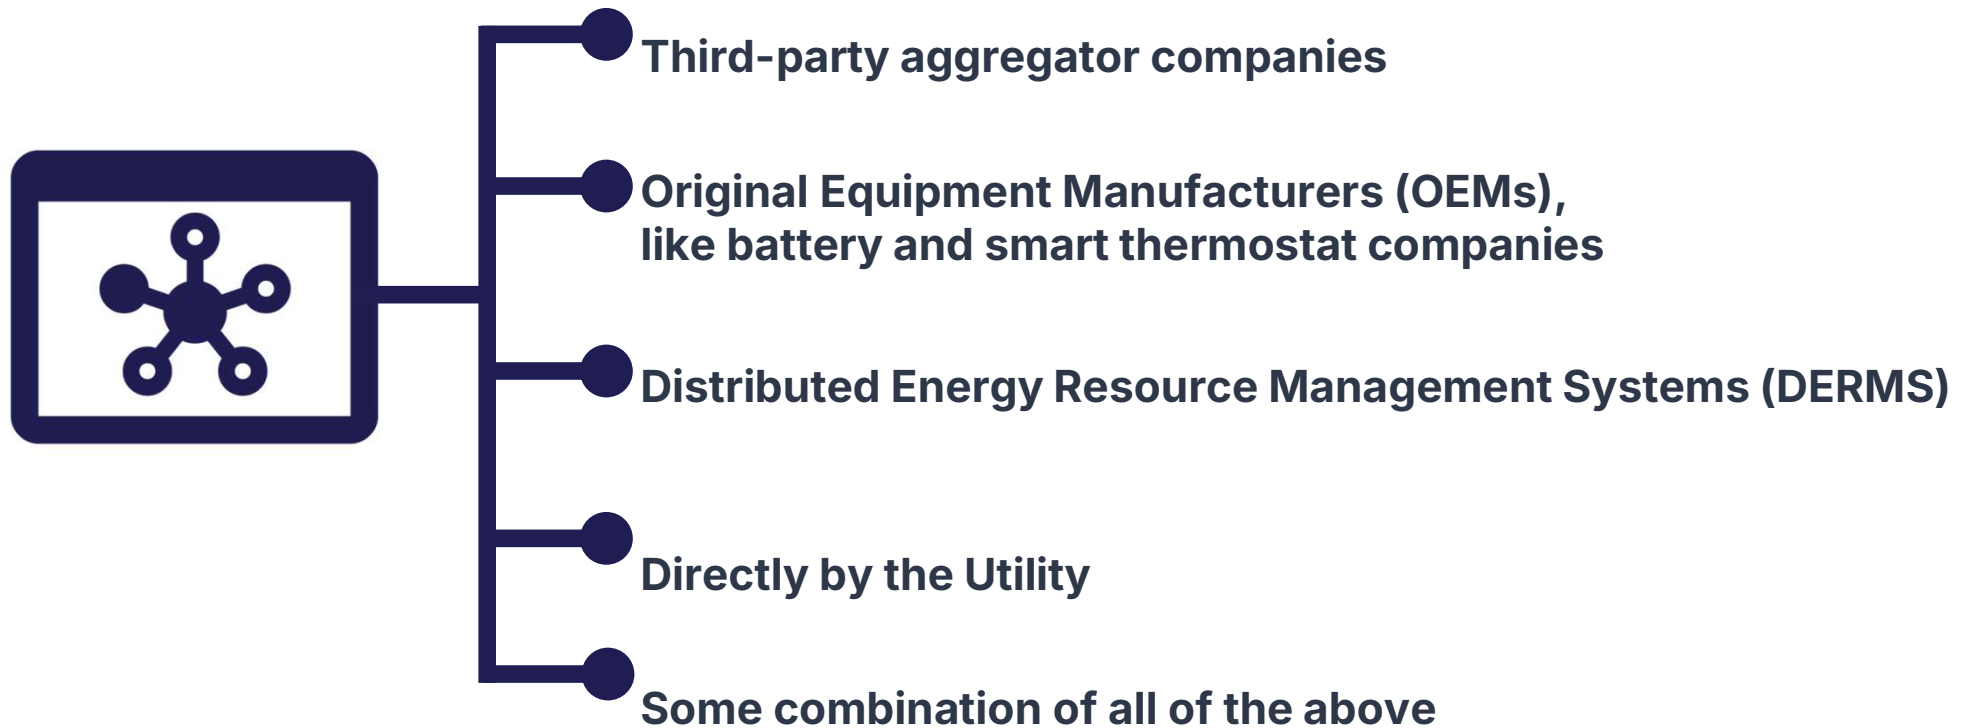 Third-party aggregator companies
Original Equipment Manufacturers (OEMs),
like battery and smart thermostat companies
Distributed Energy Resource Management Systems (DERMS)
Directly by the Utility
Some combination of all of the above